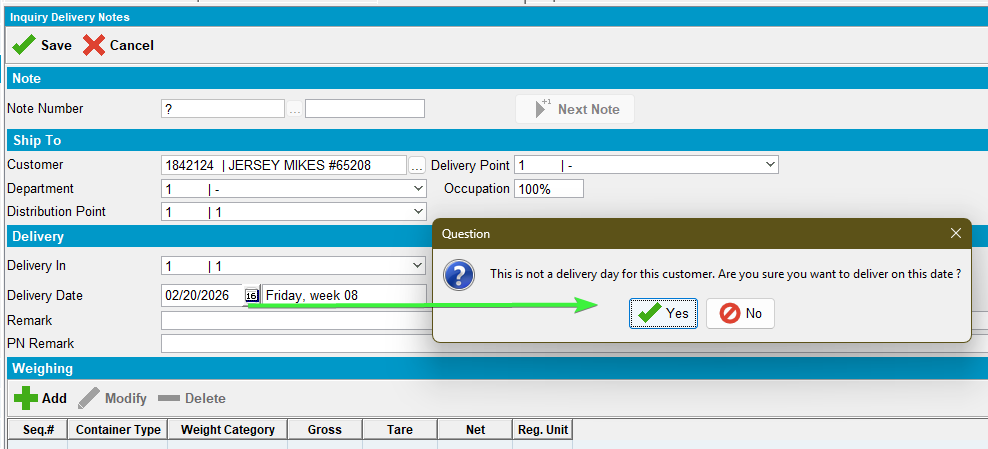 Inquiry Delivery Notes
Save Cancel
Note
Note Number ? ... +1 Next Note
Ship To
Customer 1842124 | JERSEY MIKES #65208 ... Delivery Point 1 | -
Department 1 | - Occupation 100%
Distribution Point 1 | 1
Delivery
Question
Delivery In 1 | 1
This is not a delivery day for this customer. Are you sure you want to deliver on this date ?
Delivery Date 02/20/2026 16 Friday, week 08
Yes No
Remark
PN Remark
Weighing
Add Modify Delete
Seq.# Container Type Weight Category Gross Tare Net Reg. Unit